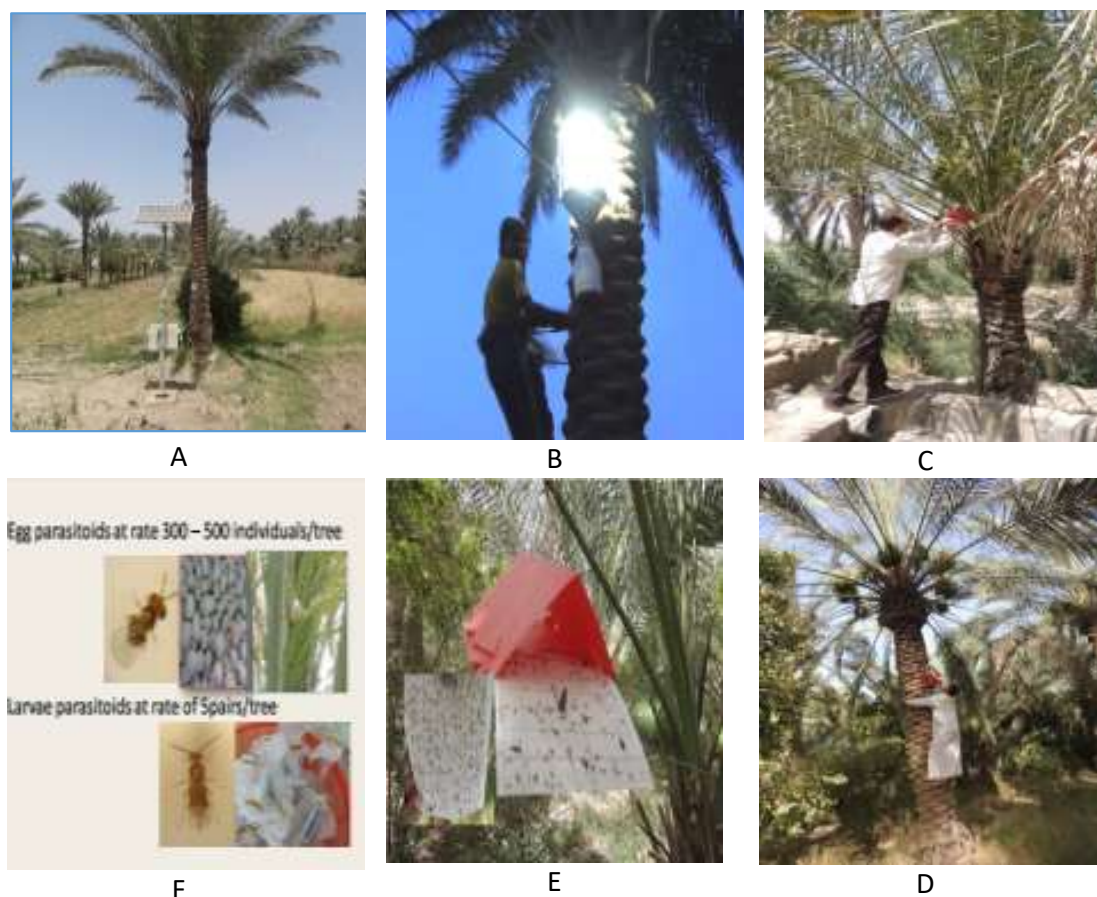 A
B
C
Egg parasitoids at rate 300 – 500 individuals/tree
Larvae parasitoids at rate of 5pairs/tree
F
E
D